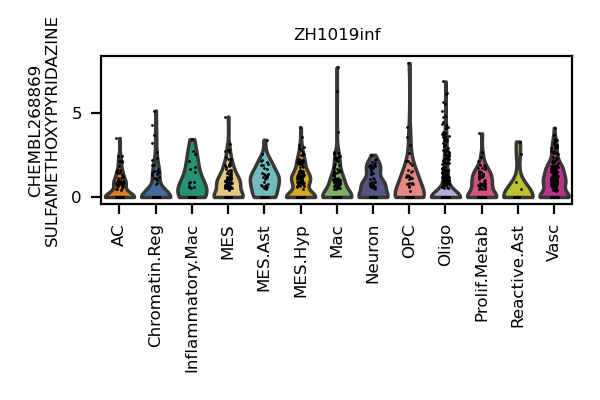 ZH1019inf
CHEMBL268869
SULFAMETHOXYPYRIDAZINE
5
0
AC
Chromatin.Reg
Inflammatory.Mac
MES
MES.Ast
MES.Hyp
Mac
Neuron
OPC
Oligo
Prolif.Metab
Reactive.Ast
Vasc